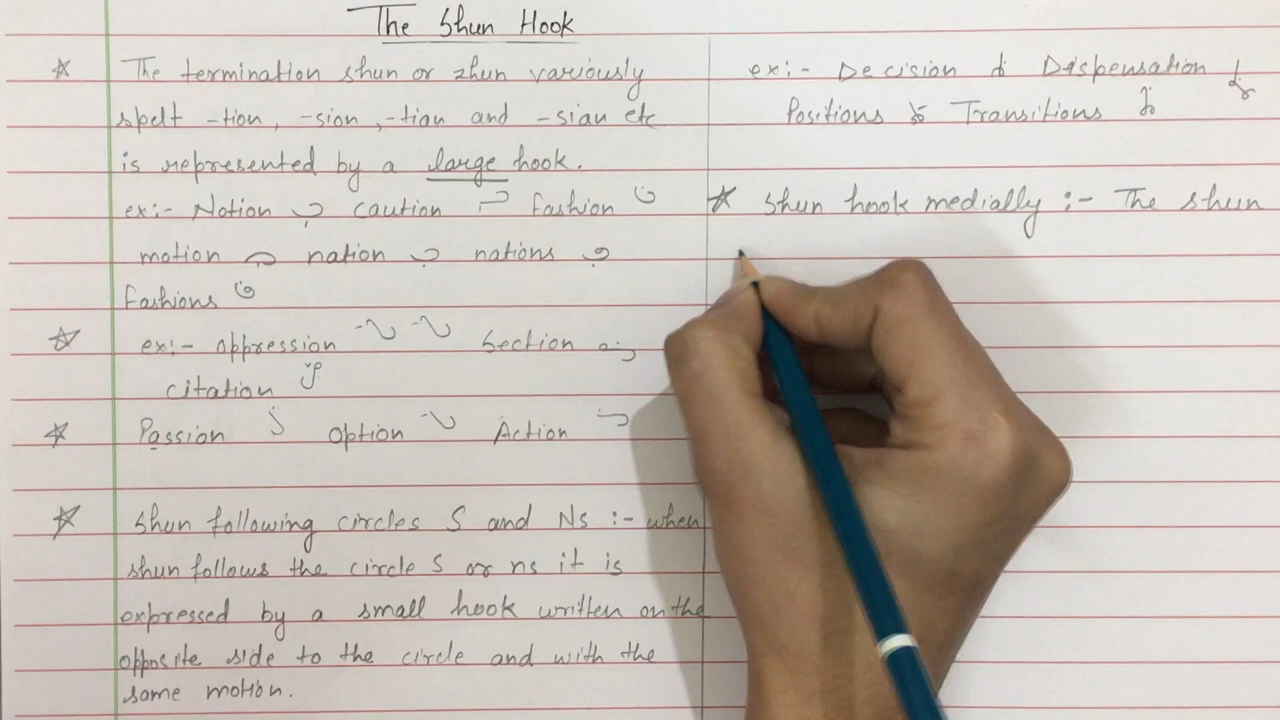 The Shun Hook
☆ The termination shun or zhun variously
spelt -tion, -sion, -tian and -sian etc
is represented by a large hook.
ex:- Notion caution Fashion
motion nation nations
Fashions
☆ ex:- oppression Section
citation
☆ Passion Option Action
☆ Shun following circles S and Ns :- when
shun follows the circle S or ns it is
expressed by a small hook written on the
opposite side to the circle and with the
same motion.
ex:- Decision Dispensation
Positions Transitions
☆ Shun hook medially :- The shun